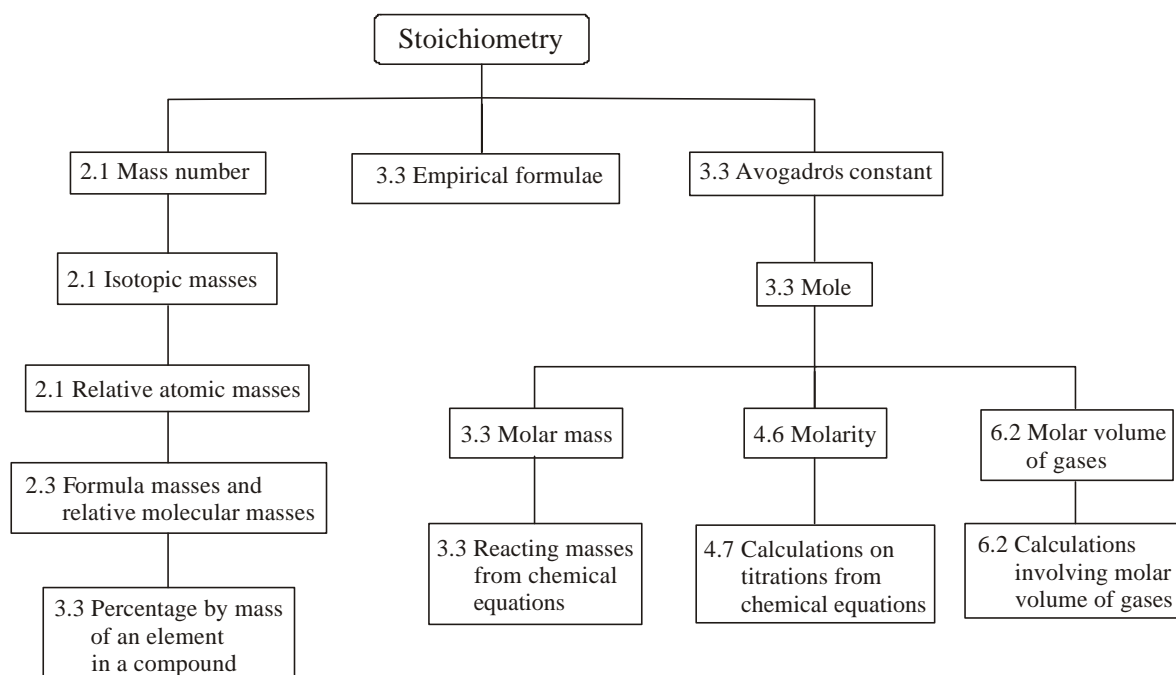 Stoichiometry
2.1 Mass number
3.3 Empirical formulae
3.3 Avogadro's constant
2.1 Isotopic masses
3.3 Mole
2.1 Relative atomic masses
3.3 Molar mass
4.6 Molarity
6.2 Molar volume
of gases
2.3 Formula masses and
relative molecular masses
3.3 Reacting masses
from chemical
equations
4.7 Calculations on
titrations from
chemical equations
6.2 Calculations
involving molar
volume of gases
3.3 Percentage by mass
of an element
in a compound